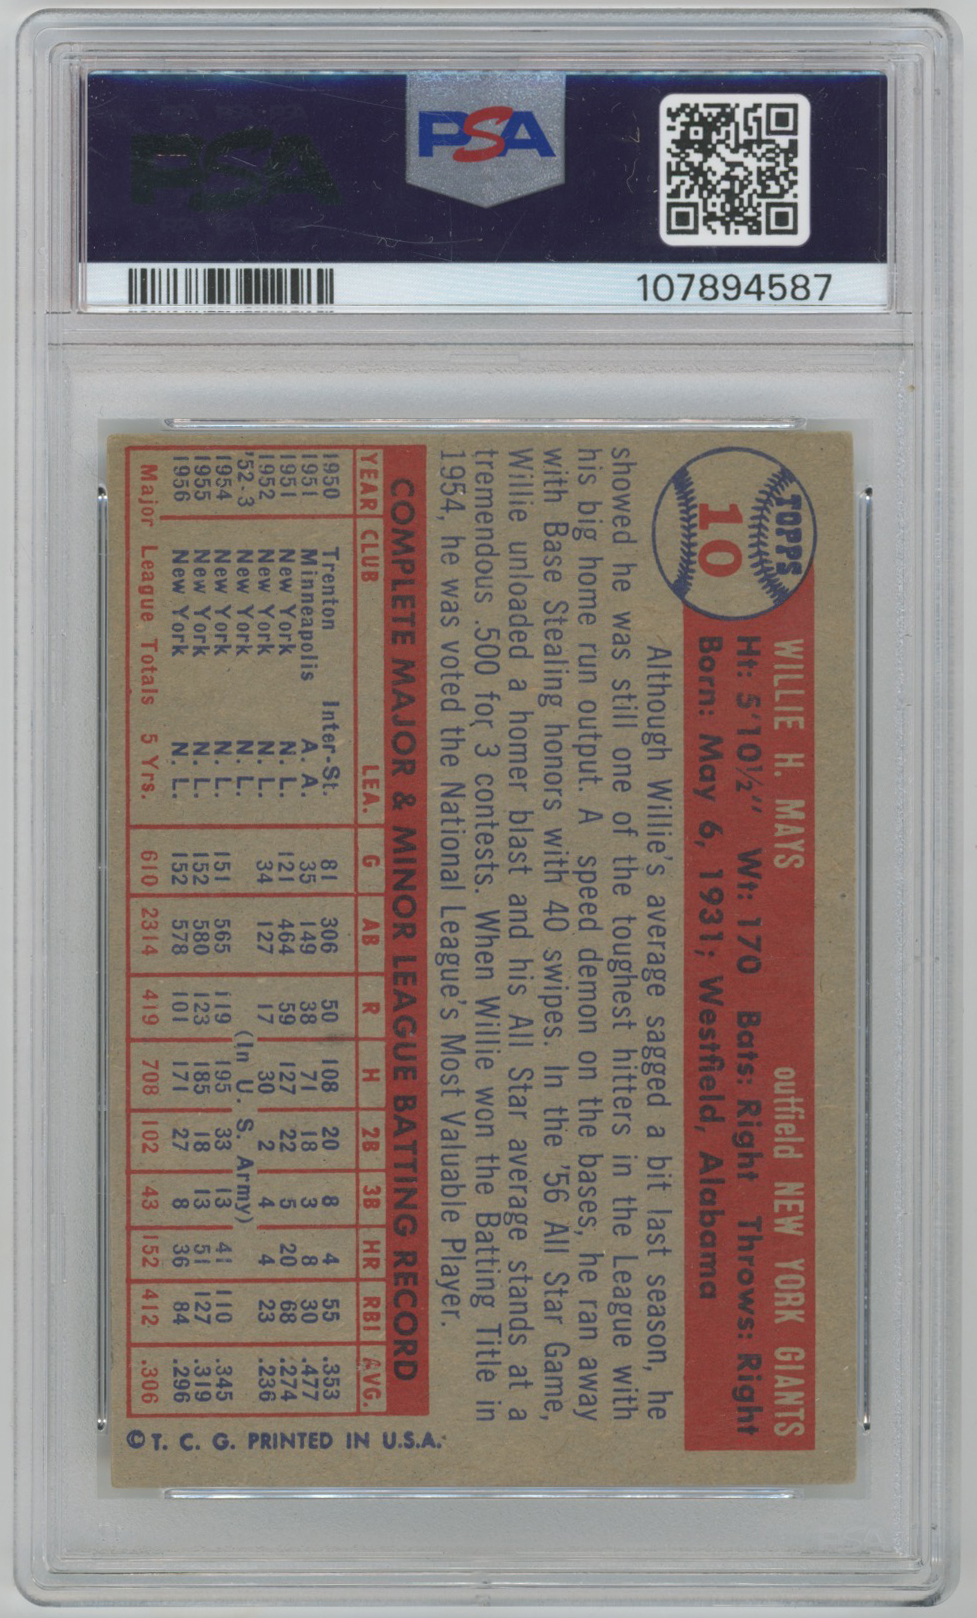 PSA
PSA
107894587
TOPPS
10
WILLIE H. MAYS outfield NEW YORK GIANTS
Ht: 5'10½'' Wt: 170 Bats: Right Throws: Right
Born: May 6, 1931; Westfield, Alabama
Although Willie's average sagged a bit last season, he
showed he was still one of the toughest hitters in the League with
his big home run output. A speed demon on the bases, he ran away
with Base Stealing honors with 40 swipes. In the '56 All Star Game,
Willie unloaded a homer blast and his All Star average stands at a
tremendous .500 for 3 contests. When Willie won the Batting Title in
1954, he was voted the National League's Most Valuable Player.
COMPLETE MAJOR & MINOR LEAGUE BATTING RECORD
YEAR CLUB LEA. G AB R H 2B 3B HR RBI AVG.
1950 Trenton Inter-St. 81 306 50 108 20 8 4 55 .353
1951 Minneapolis A. A. 35 149 38 71 18 3 8 30 .477
1951 New York N. L. 121 464 59 127 22 5 20 68 .274
1952 New York N. L. 34 127 17 30 2 4 4 23 .236
'52-3 New York N. L. (In U. S. Army)
1954 New York N. L. 151 565 119 195 33 13 41 110 .345
1955 New York N. L. 152 580 123 185 18 13 51 127 .319
1956 New York N. L. 152 578 101 171 27 8 36 84 .296
Major League Totals 5 Yrs. 610 2314 419 708 102 43 152 412 .306
© T. C. G. PRINTED IN U.S.A.